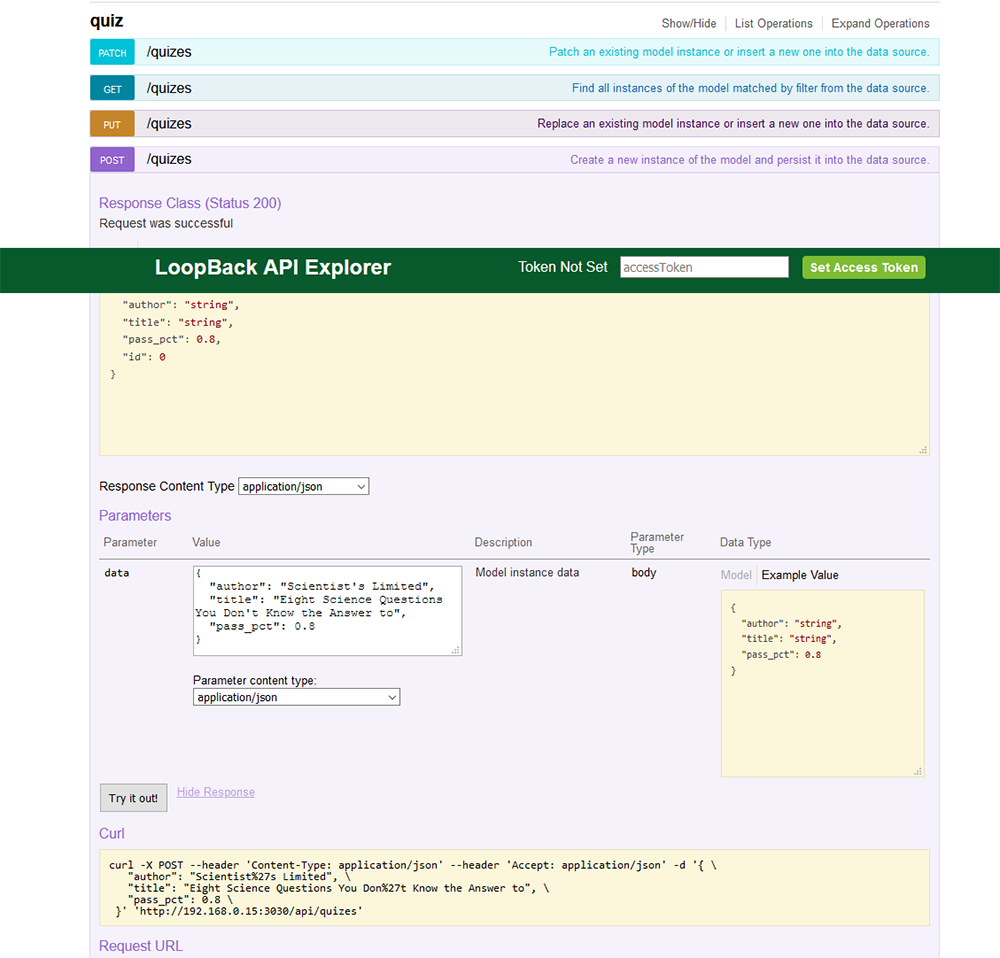 quiz
Show/Hide List Operations Expand Operations
PATCH /quizes Patch an existing model instance or insert a new one into the data source.
GET /quizes Find all instances of the model matched by filter from the data source.
PUT /quizes Replace an existing model instance or insert a new one into the data source.
POST /quizes Create a new instance of the model and persist it into the data source.
Response Class (Status 200)
Request was successful
LoopBack API Explorer Token Not Set accessToken Set Access Token
"author": "string",
"title": "string",
"pass_pct": 0.8,
"id": 0
}
Response Content Type application/json
Parameters
Parameter Value Description Parameter Type Data Type
data
{
"author": "Scientist's Limited",
"title": "Eight Science Questions
You Don't Know the Answer to",
"pass_pct": 0.8
}
Parameter content type:
application/json
Model instance data
body
Model Example Value
{
"author": "string",
"title": "string",
"pass_pct": 0.8
}
Try it out! Hide Response
Curl
curl -X POST --header 'Content-Type: application/json' --header 'Accept: application/json' -d '{ \
"author": "Scientist%27s Limited", \
"title": "Eight Science Questions You Don%27t Know the Answer to", \
"pass_pct": 0.8 \
}' 'http://192.168.0.15:3030/api/quizes'
Request URL